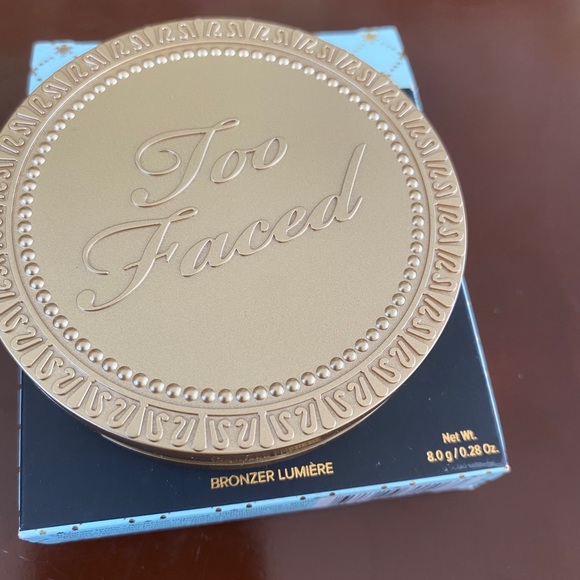 Too
Faced
BRONZER LUMIÈRE
Net Wt.
8.0 g / 0.28 Oz.